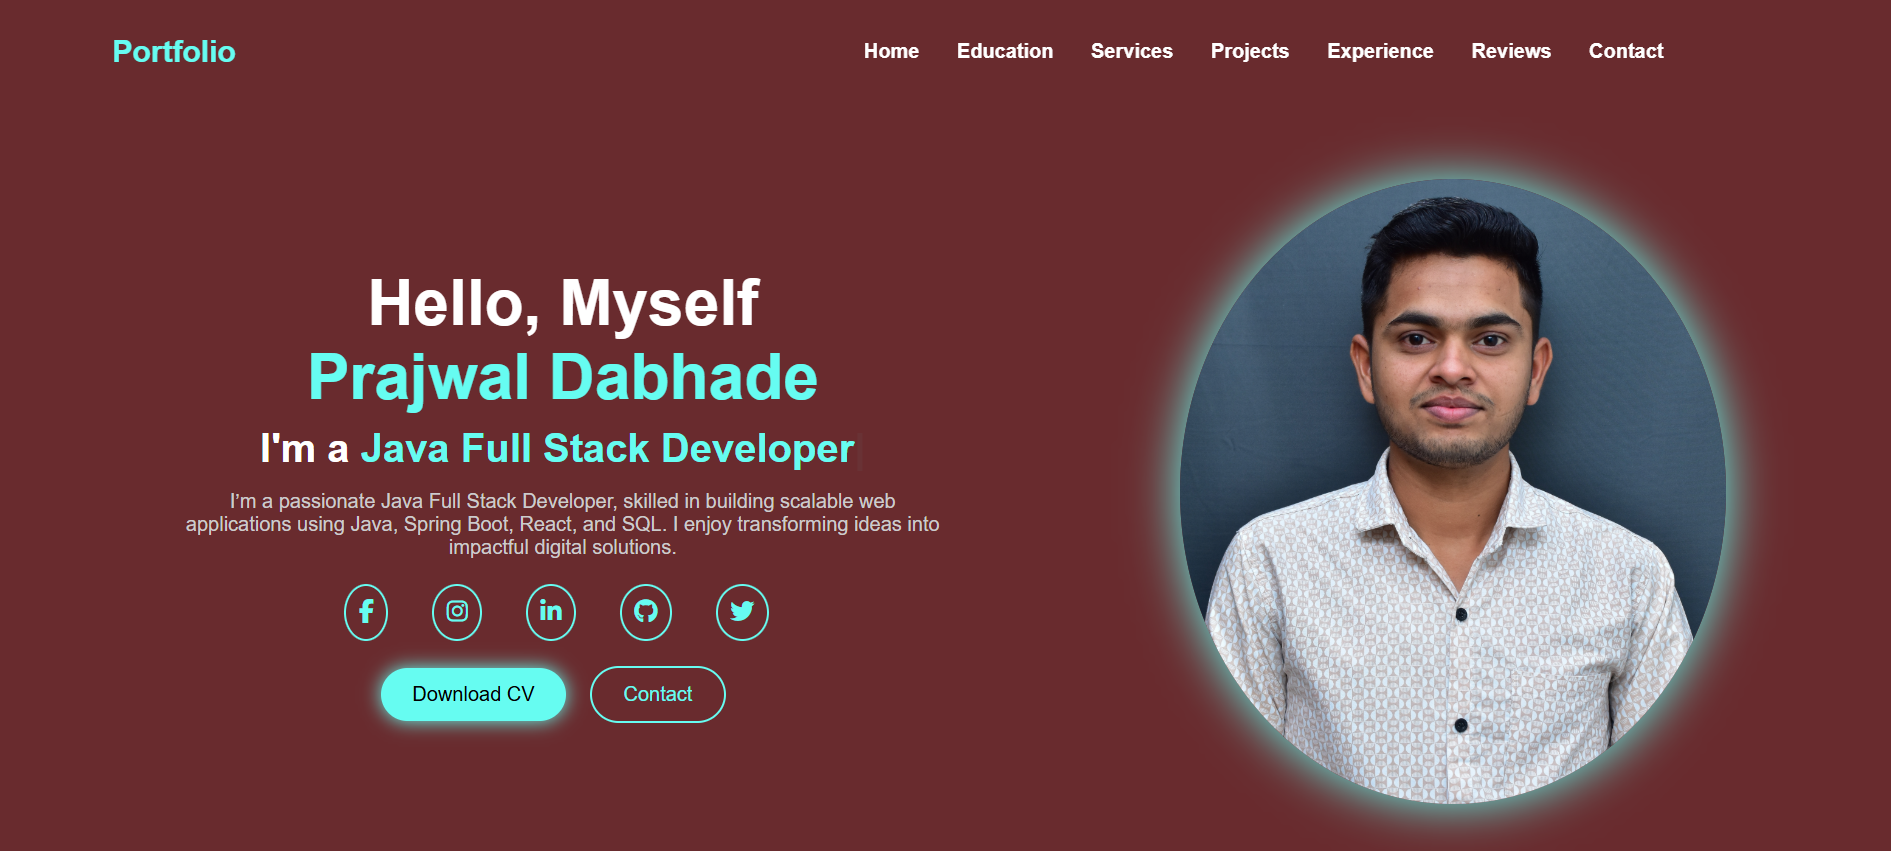 Portfolio
Home Education Services Projects Experience Reviews Contact
Hello, Myself
Prajwal Dabhade
I'm a Java Full Stack Developer
I’m a passionate Java Full Stack Developer, skilled in building scalable web
applications using Java, Spring Boot, React, and SQL. I enjoy transforming ideas into
impactful digital solutions.
Download CV Contact